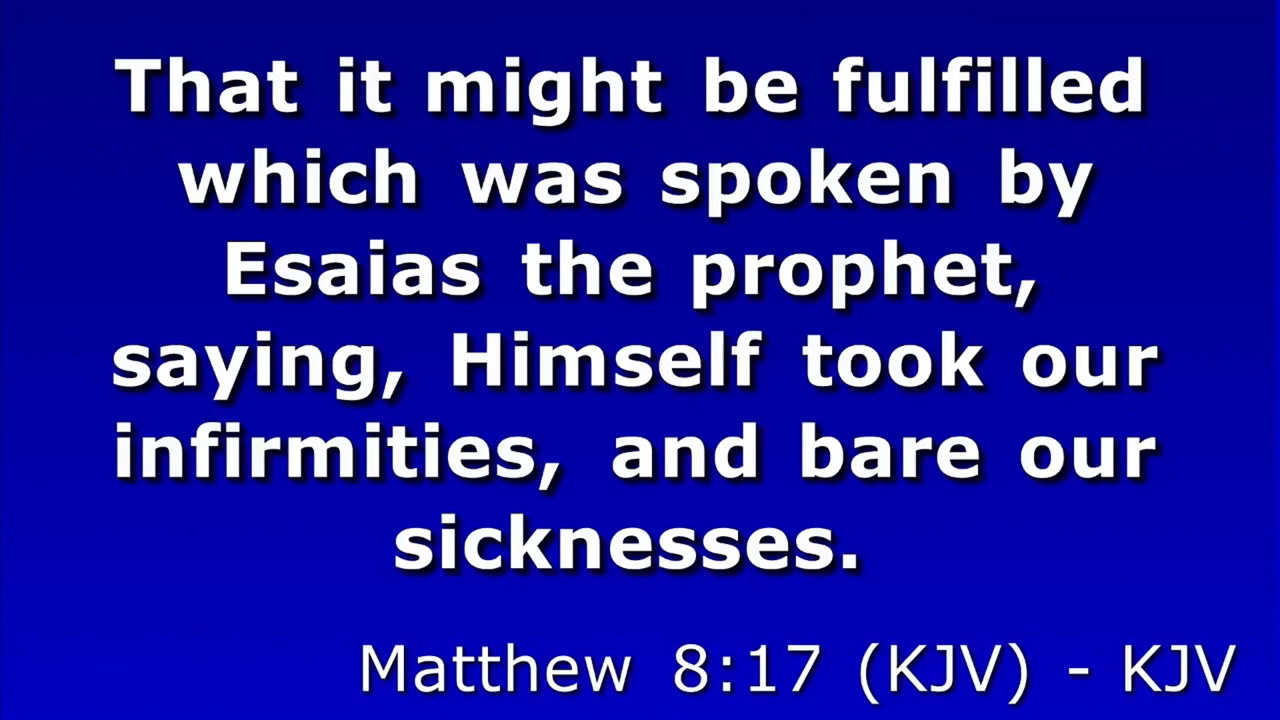 That it might be fulfilled
which was spoken by
Esaias the prophet,
saying, Himself took our
infirmities, and bare our
sicknesses.
Matthew 8:17 (KJV) - KJV